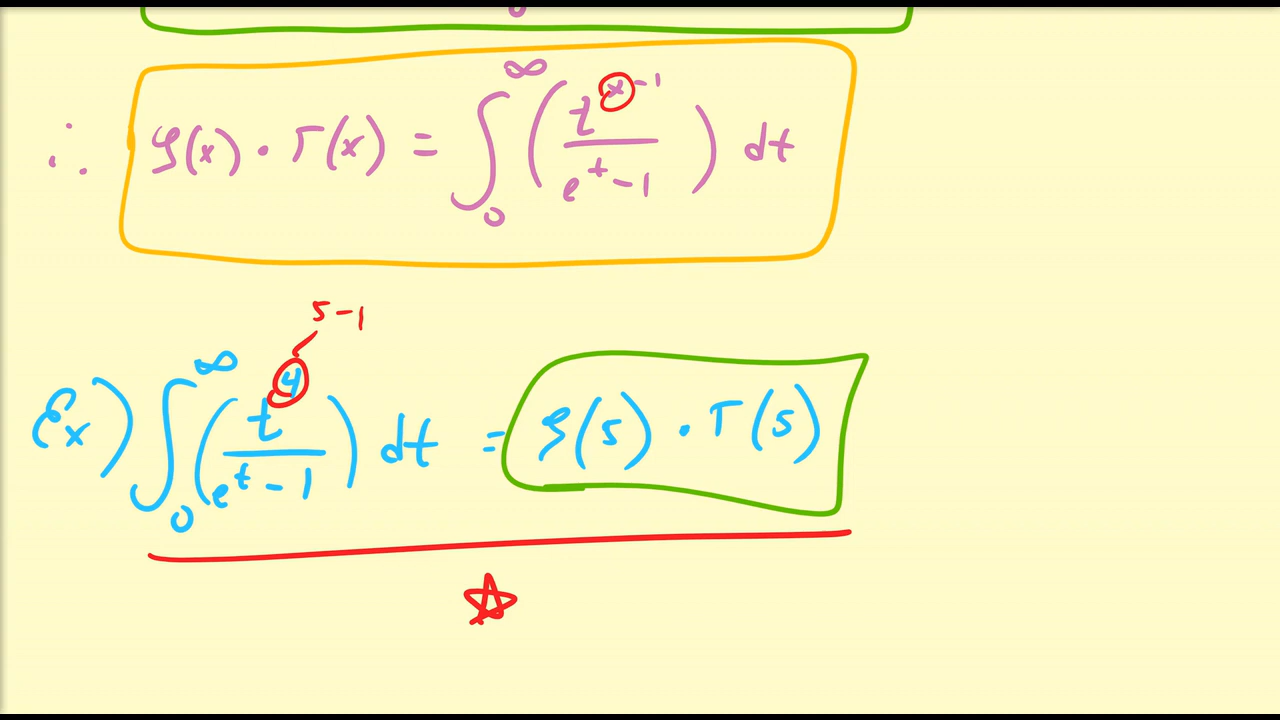 ∴ ζ(x) · Γ(x) = ∫₀^∞ (t^(x-1)/(e^t - 1)) dt
5-1
Ex) ∫₀^∞ (t^4/(e^t - 1)) dt = ζ(5) · Γ(5)